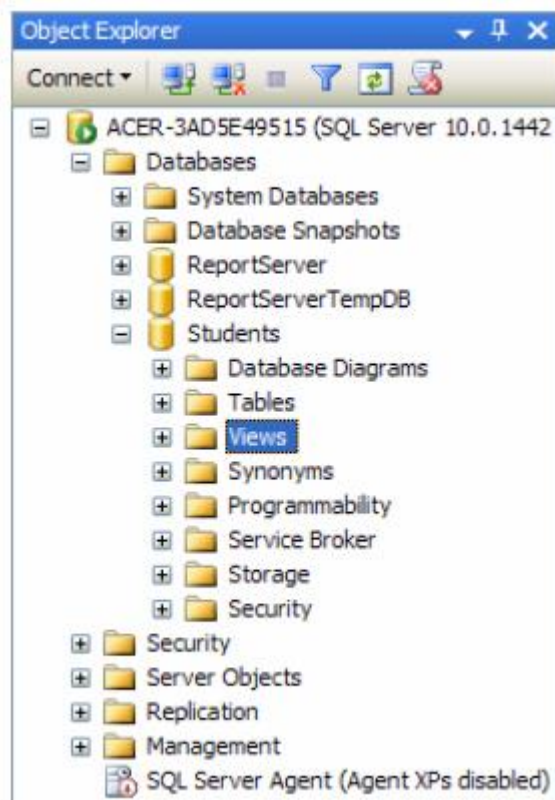 Object Explorer
Connect
ACER-3AD5E49515 (SQL Server 10.0.1442
Databases
System Databases
Database Snapshots
ReportServer
ReportServerTempDB
Students
Database Diagrams
Tables
Views
Synonyms
Programmability
Service Broker
Storage
Security
Security
Server Objects
Replication
Management
SQL Server Agent (Agent XPs disabled)